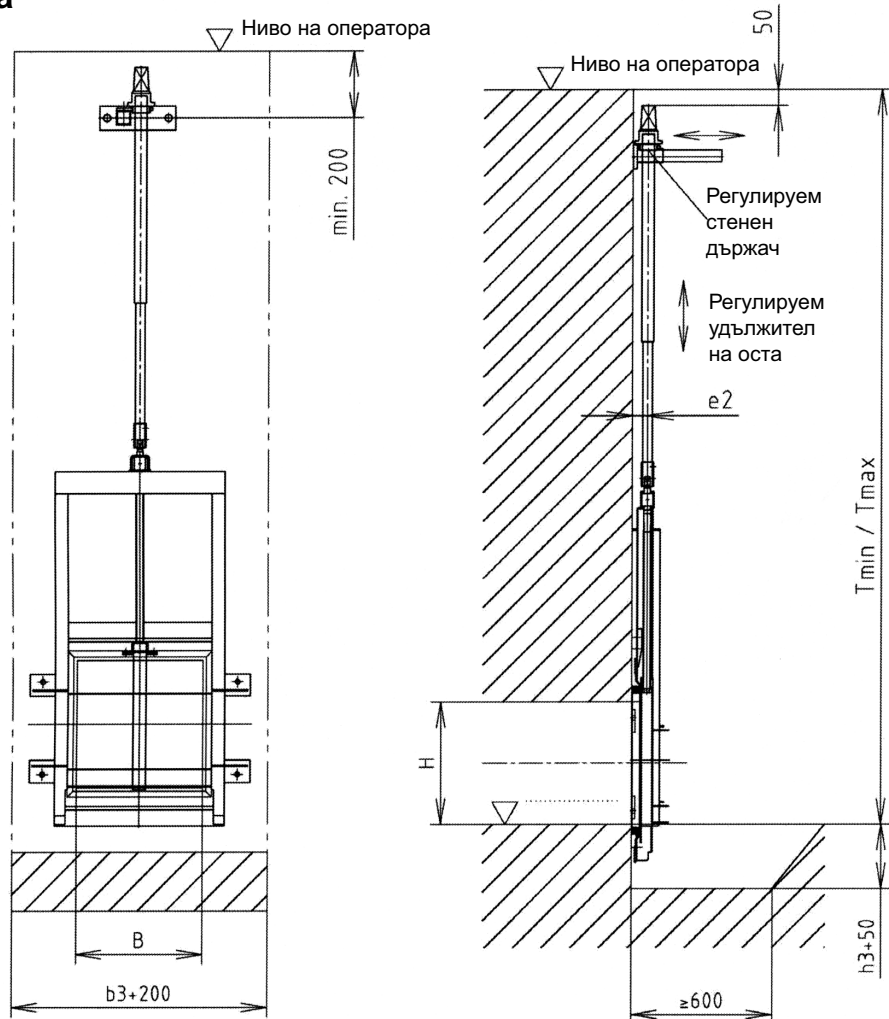 а
Ниво на оператора
50
Ниво на оператора
min. 200
Регулируем
стенен
държач
Регулируем
удължител
на оста
e2
Tmin / Tmax
H
B
b3+200
h3+50
≥600